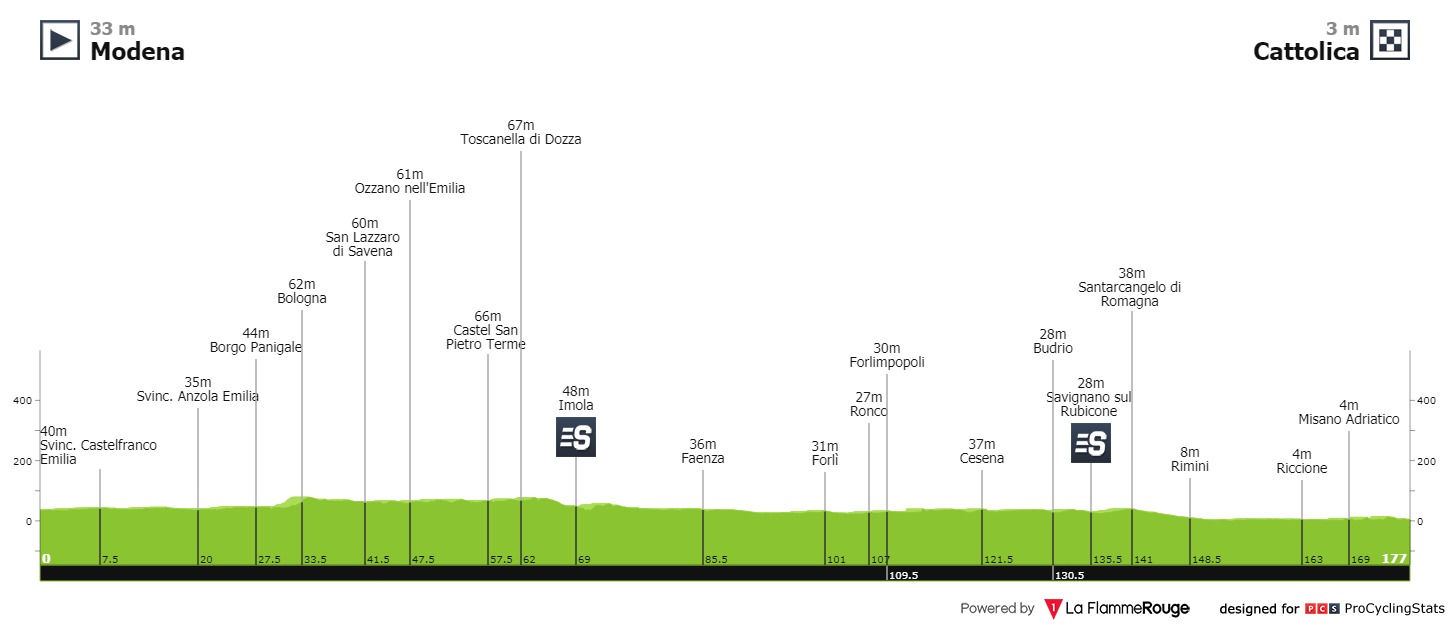 33 m
Modena
3 m
Cattolica
67m
Toscanella di Dozza
61m
Ozzano nell'Emilia
60m
San Lazzaro
di Savena
62m
Bologna
38m
Santarcangelo di
Romagna
66m
Castel San
Pietro Terme
44m
Borgo Panigale
30m
Forlimpopoli
28m
Budrio
35m
Svinc. Anzola Emilia
48m
Imola
S
27m
Ronco
28m
Savignano sul
Rubicone
S
4m
Misano Adriatico
40m
Svinc. Castelfranco
Emilia
36m
Faenza
31m
Forlì
37m
Cesena
8m
Rimini
4m
Riccione
400
200
0
400
200
0
0 7.5 20 27.5 33.5 41.5 47.5 57.5 62 69 85.5 101 107 121.5 135.5 141 148.5 163 169 177
109.5 130.5
Powered by 1 La FlammeRouge designed for PCS ProCyclingStats